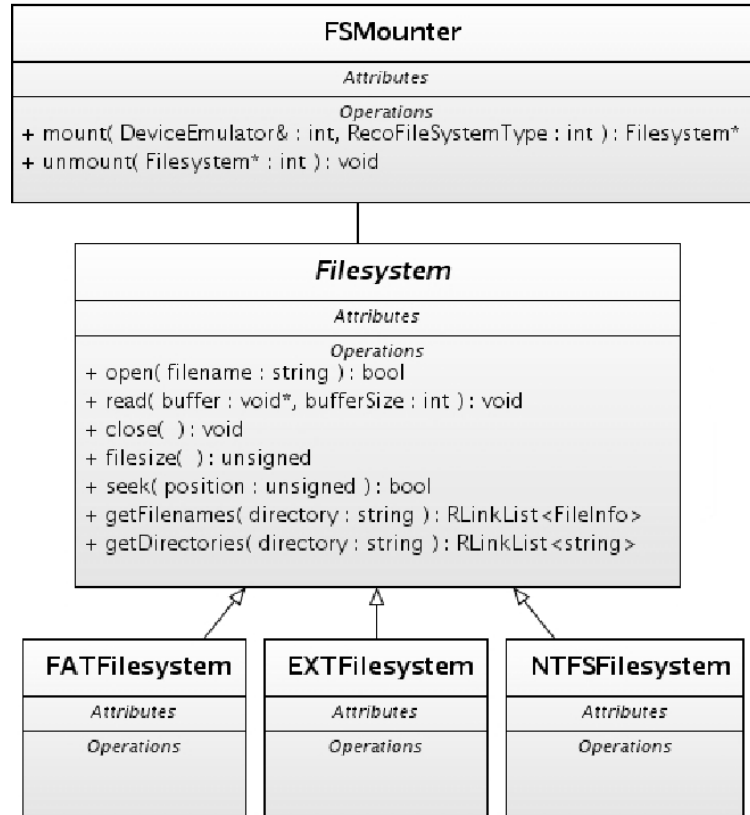 FSMounter
Attributes
Operations
+ mount( DeviceEmulator& : int, RecoFileSystemType : int ) : Filesystem*
+ unmount( Filesystem* : int ) : void
Filesystem
Attributes
Operations
+ open( filename : string ) : bool
+ read( buffer : void*, bufferSize : int ) : void
+ close( ) : void
+ filesize( ) : unsigned
+ seek( position : unsigned ) : bool
+ getFilenames( directory : string ) : RLinkList<FileInfo>
+ getDirectories( directory : string ) : RLinkList<string>
FATFilesystem
Attributes
Operations
EXTFilesystem
Attributes
Operations
NTFSFilesystem
Attributes
Operations